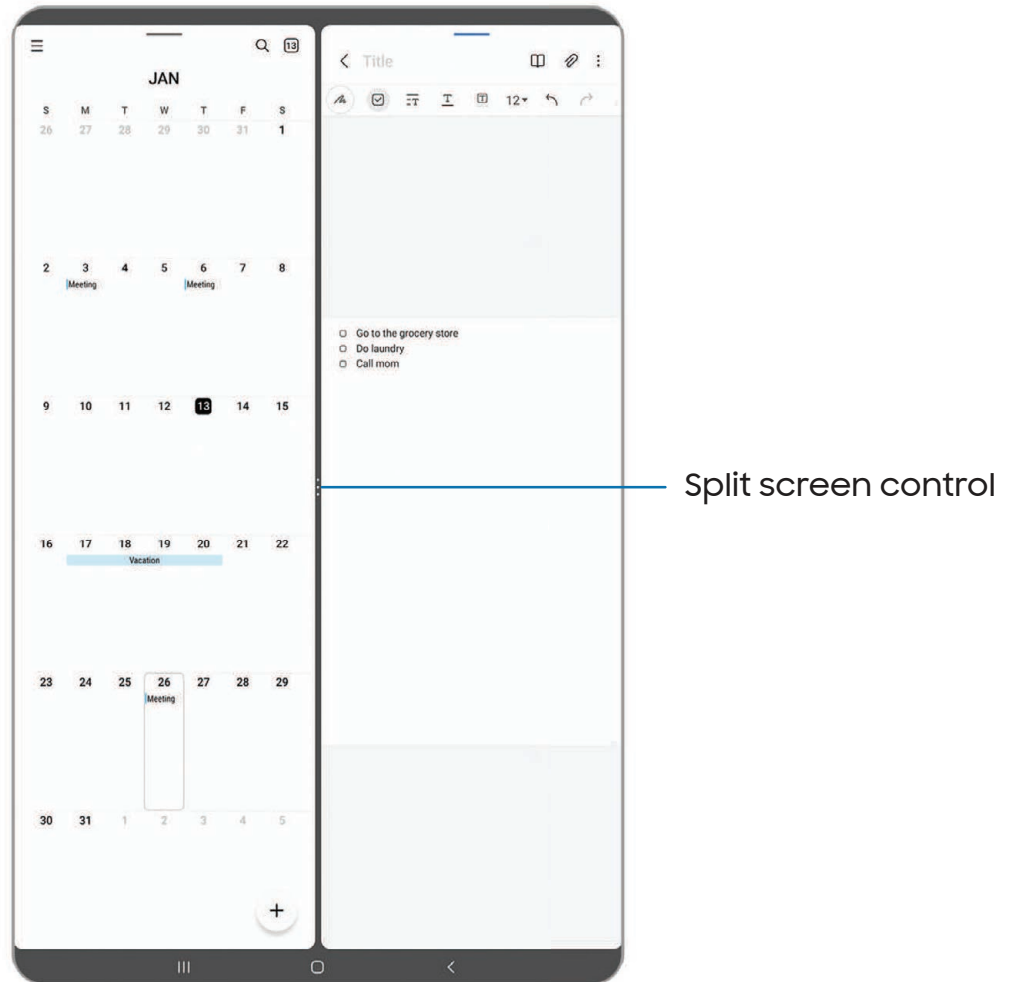 13
JAN
S M T W T F S
26 27 28 29 30 31 1
2 3 4 5 6 7 8
Meeting Meeting
9 10 11 12 13 14 15
16 17 18 19 20 21 22
Vacation
23 24 25 26 27 28 29
Meeting
30 31 1 2 3 4 5
Title
12
Go to the grocery store
Do laundry
Call mom
Split screen control